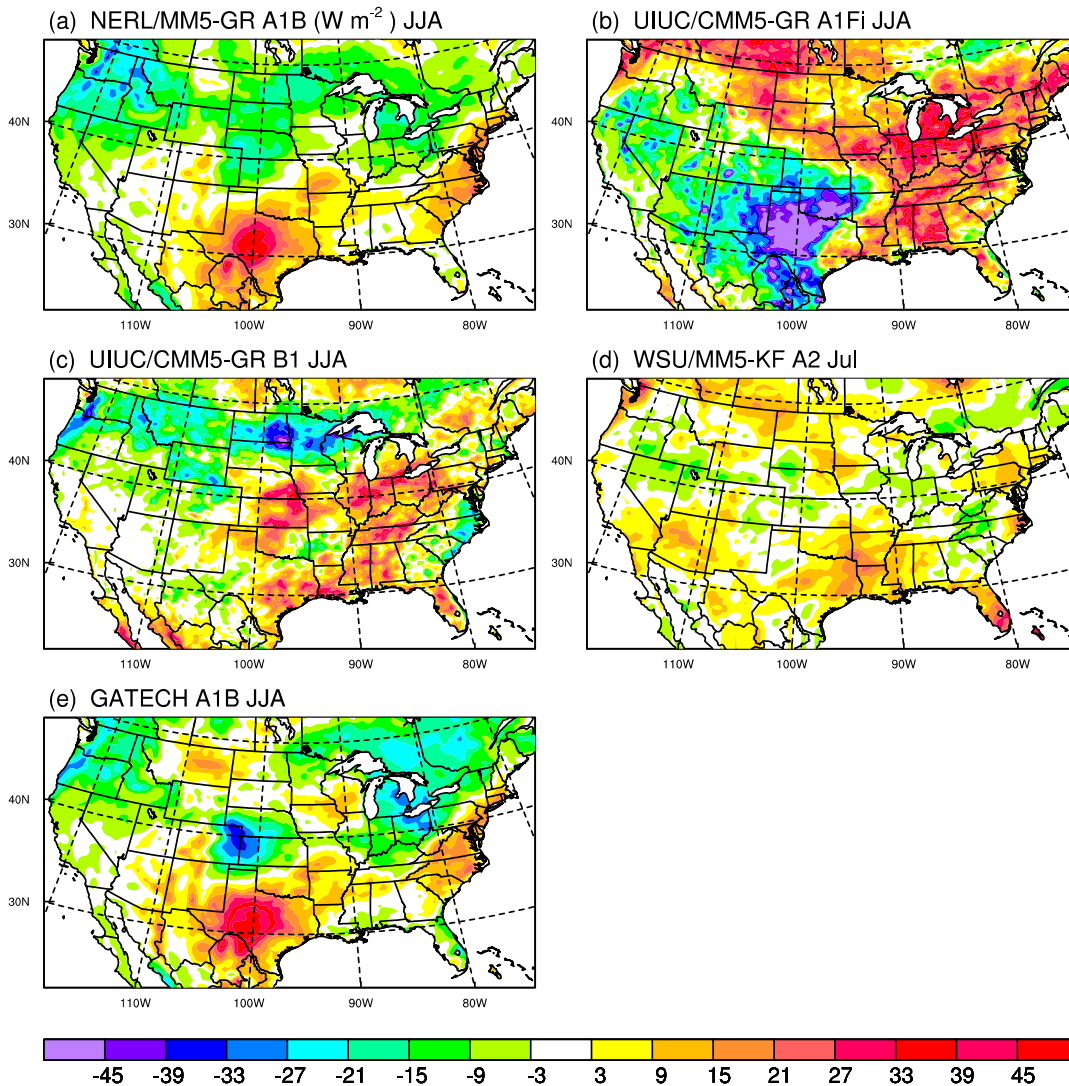 (a) NERL/MM5-GR A1B (W m⁻² ) JJA
(b) UIUC/CMM5-GR A1Fi JJA
40N
30N
110W 100W 90W 80W
40N
30N
110W 100W 90W 80W
(c) UIUC/CMM5-GR B1 JJA
(d) WSU/MM5-KF A2 Jul
40N
30N
110W 100W 90W 80W
40N
30N
110W 100W 90W 80W
(e) GATECH A1B JJA
40N
30N
110W 100W 90W 80W
-45 -39 -33 -27 -21 -15 -9 -3 3 9 15 21 27 33 39 45